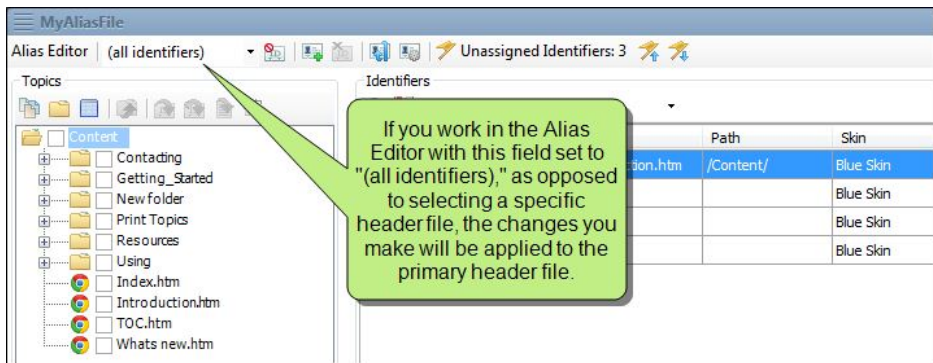 MyAliasFile
Alias Editor (all identifiers) Unassigned Identifiers: 3
Topics
Identifiers
Content
Contacting
Getting_Started
New folder
Print Topics
Resources
Using
Index.htm
Introduction.htm
TOC.htm
Whats new.htm
If you work in the Alias
Editor with this field set to
"(all identifiers)," as opposed
to selecting a specific
header file, the changes you
make will be applied to the
primary header file.
Path Skin
tion.htm /Content/ Blue Skin
Blue Skin
Blue Skin
Blue Skin